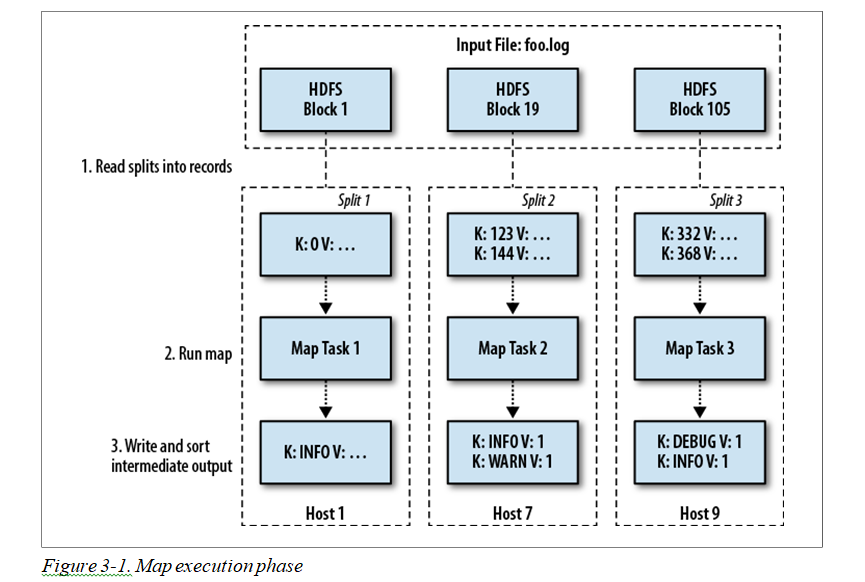 Input File: foo.log
HDFS
Block 1
HDFS
Block 19
HDFS
Block 105
1. Read splits into records
Split 1
Split 2
Split 3
K: 0 V: …
K: 123 V: …
K: 144 V: …
K: 332 V: …
K: 368 V: …
2. Run map
Map Task 1
Map Task 2
Map Task 3
3. Write and sort
intermediate output
K: INFO V: …
K: INFO V: 1
K: WARN V: 1
K: DEBUG V: 1
K: INFO V: 1
Host 1
Host 7
Host 9
Figure 3-1. Map execution phase